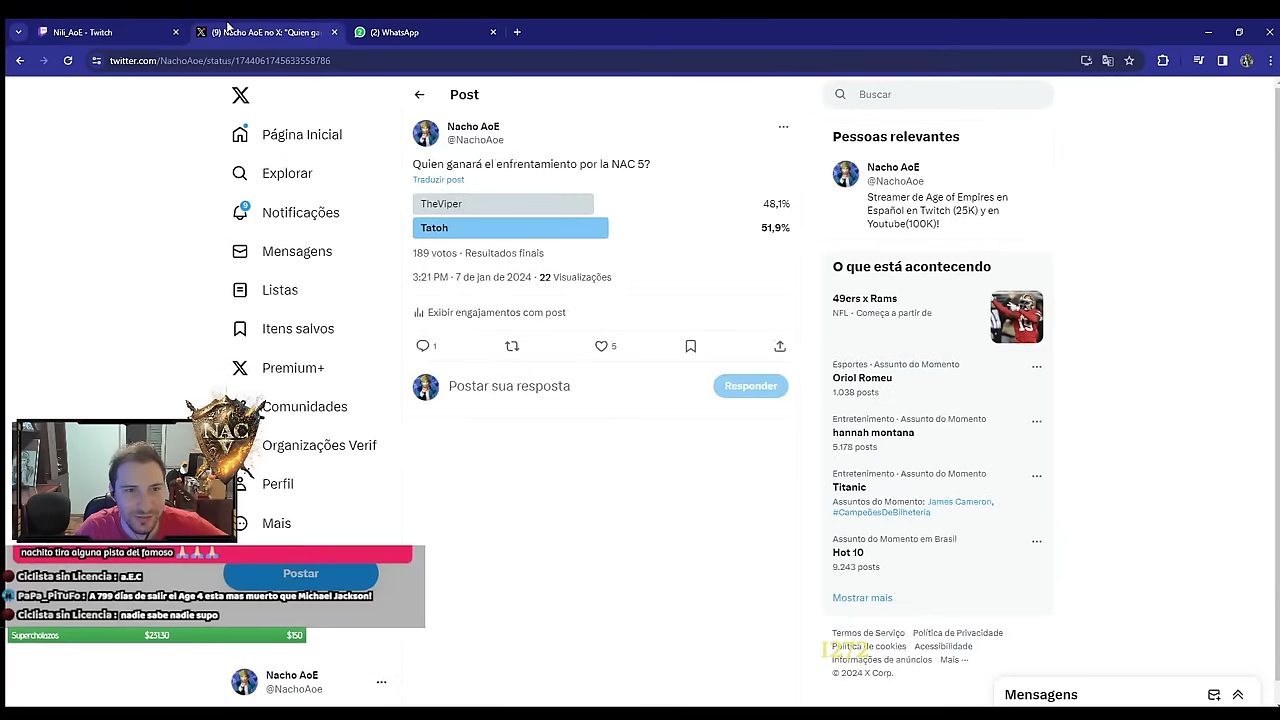 Nili_AoE - Twitch
(9) Nacho AoE no X: "Quien ga
(2) WhatsApp
twitter.com/NachoAoe/status/1744061745633558786
Página Inicial
Explorar
9
Notificações
Mensagens
Listas
Itens salvos
Premium+
Comunidades
Organizações Verif
Perfil
Mais
Postar
Nacho AoE
@NachoAoe
Post
Nacho AoE
@NachoAoe
Quien ganará el enfrentamiento por la NAC 5?
Traduzir post
TheViper 48,1%
Tatoh 51,9%
189 votos · Resultados finais
3:21 PM · 7 de jan de 2024 · 22 Visualizações
Exibir engajamentos com post
1
5
Postar sua resposta
Responder
Buscar
Pessoas relevantes
Nacho AoE
@NachoAoe
Streamer de Age of Empires en
Español en Twitch (25K) y en
Youtube(100K)!
O que está acontecendo
49ers x Rams
NFL · Começa a partir de
Esportes · Assunto do Momento
Oriol Romeu
1.038 posts
Entretenimento · Assunto do Momento
hannah montana
5.178 posts
Entretenimento · Assunto do Momento
Titanic
Assuntos do Momento: James Cameron,
#CampeõesDeBilheteria
Assunto do Momento em Brasil
Hot 10
9.243 posts
Mostrar mais
Termos de Serviço Política de Privacidade
Política de cookies Acessibilidade
Informações de anúncios Mais ···
© 2024 X Corp.
1272
Mensagens
NAC
V
nachito tira alguna pista del famoso
Ciclista sin Licencia : a.E.C
PaPa_PiTuFo : A 799 días de salir el Age 4 esta mas muerto que Michael Jackson!
Ciclista sin Licencia : nadie sabe nadie supo
Supercholazos $231.30 $150